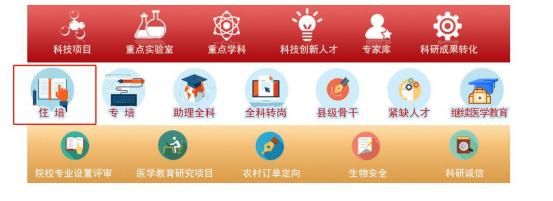 科技项目 重点实验室 重点学科 科技创新人才 专家库 科研成果转化
住 培 专 培 助理全科 全科转岗 县级骨干 紧缺人才 继续医学教育
院校专业设置评审 医学教育研究项目 农村订单定向 生物安全 科研诚信